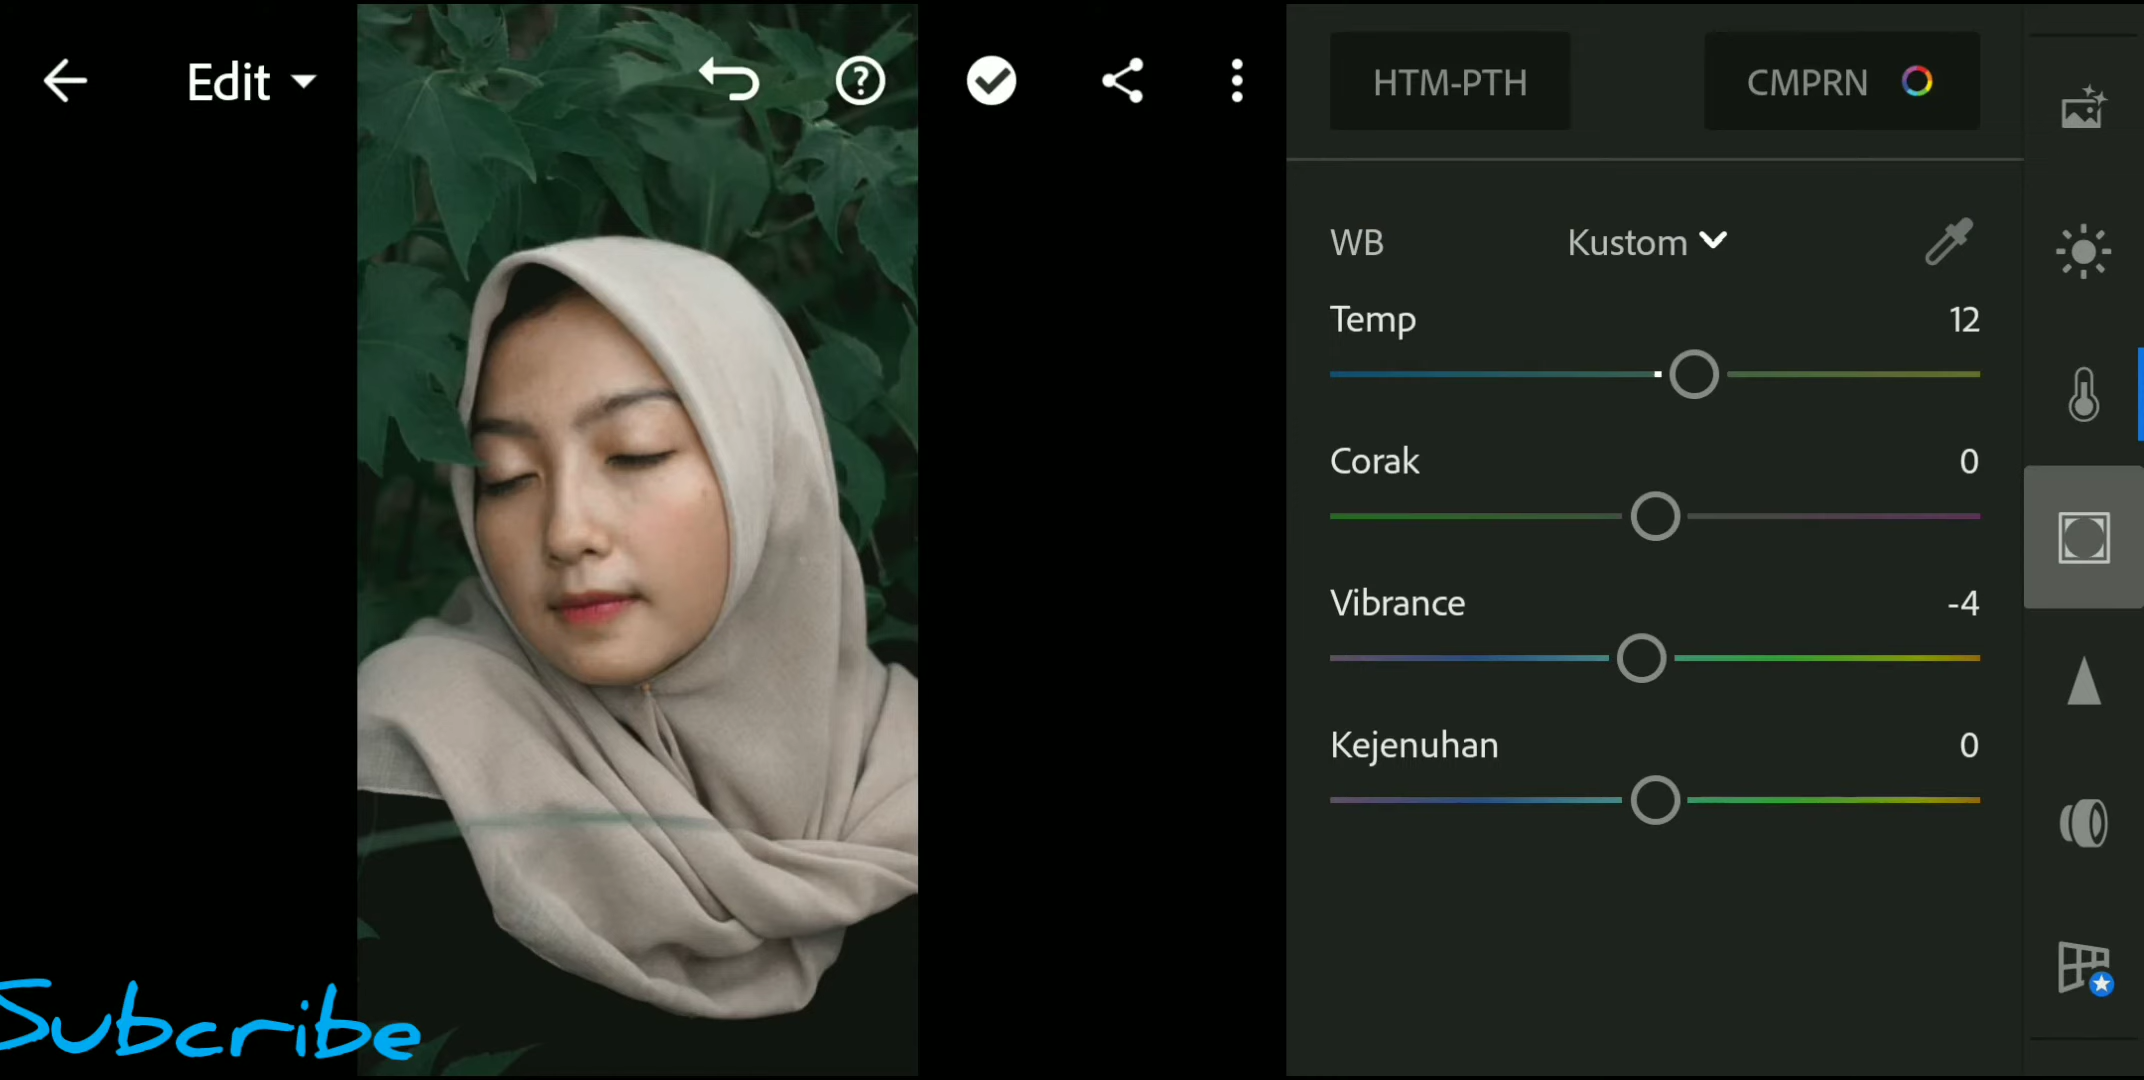 Edit
HTM-PTH
CMPRN
WB
Kustom
Temp
12
Corak
0
Vibrance
-4
Kejenuhan
0
Subcribe